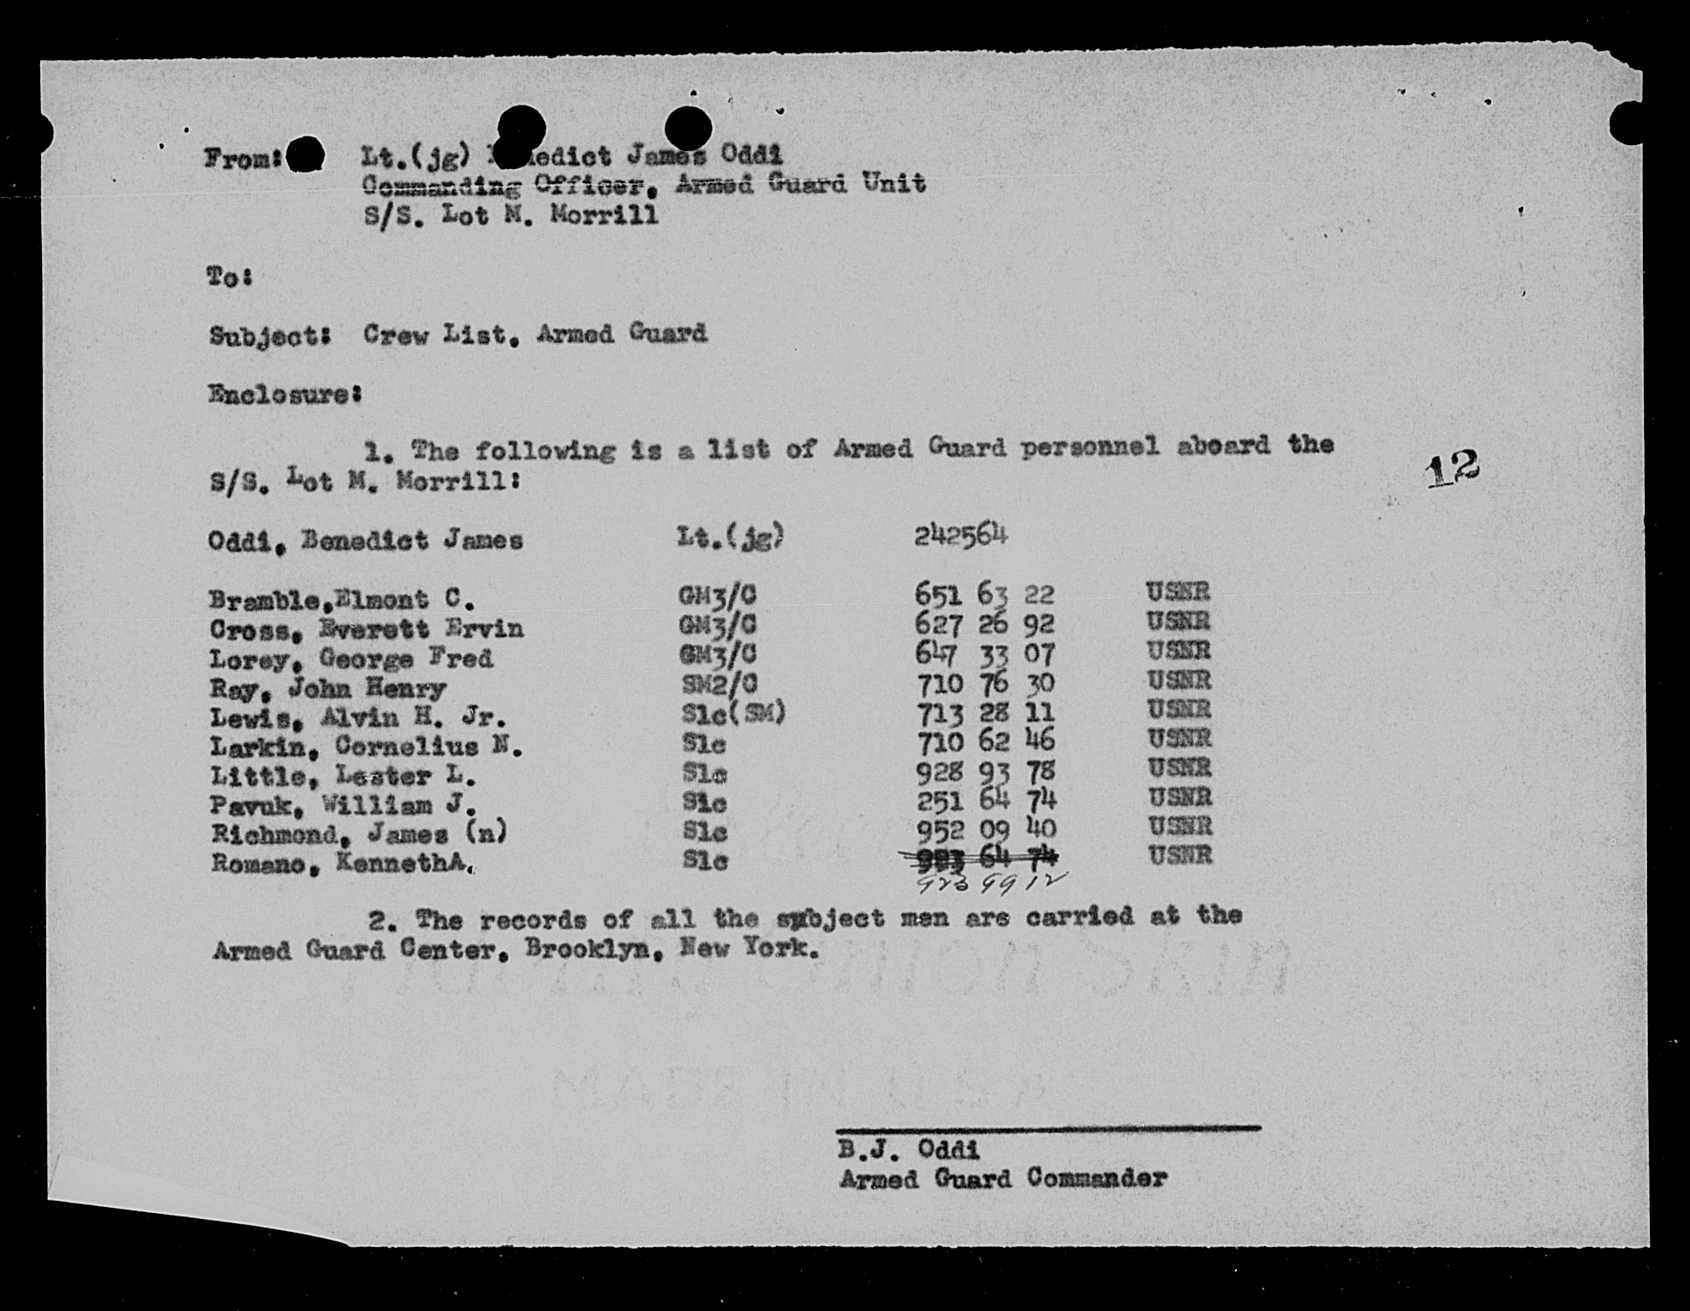 From: Lt.(jg) Benedict James Oddi
Commanding Officer, Armed Guard Unit
S/S. Lot M. Morrill
To:
Subject: Crew List, Armed Guard
Enclosure:
1. The following is a list of Armed Guard personnel aboard the
S/S. Lot M. Morrill:
12
Oddi, Benedict James Lt.(jg) 242564
Bramble,Elmont C. GM3/C 651 63 22 USNR
Cross, Everett Ervin GM3/C 627 26 92 USNR
Lorey, George Fred GM3/C 647 33 07 USNR
Ray, John Henry SM2/C 710 76 30 USNR
Lewis, Alvin H. Jr. S1c(SM) 713 28 11 USNR
Larkin, Cornelius N. S1c 710 62 46 USNR
Little, Lester L. S1c 928 93 78 USNR
Pavuk, William J. S1c 251 64 74 USNR
Richmond, James (n) S1c 952 09 40 USNR
Romano, KennethA. S1c 923 64 74 USNR
923 99 12
2. The records of all the subject men are carried at the
Armed Guard Center, Brooklyn, New York.
B.J. Oddi
Armed Guard Commander